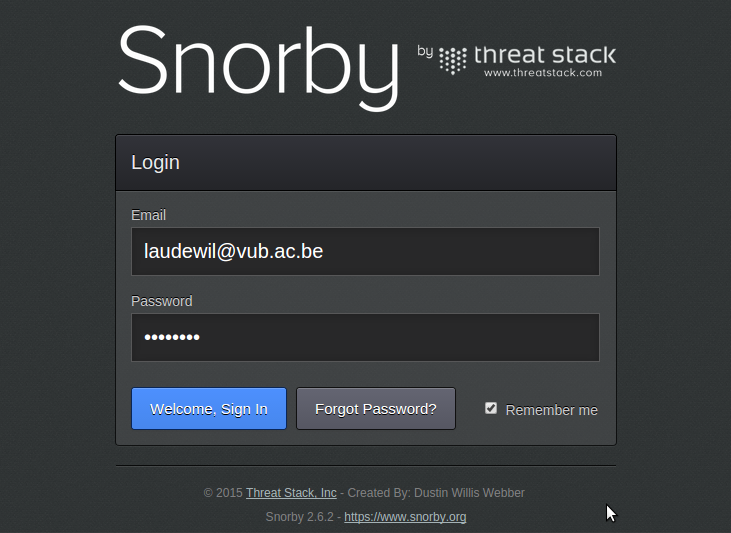 Snorby by threat stack
www.threatstack.com
Login
Email
laudewil@vub.ac.be
Password
••••••••
Welcome, Sign In Forgot Password? Remember me
© 2015 Threat Stack, Inc - Created By: Dustin Willis Webber
Snorby 2.6.2 - https://www.snorby.org